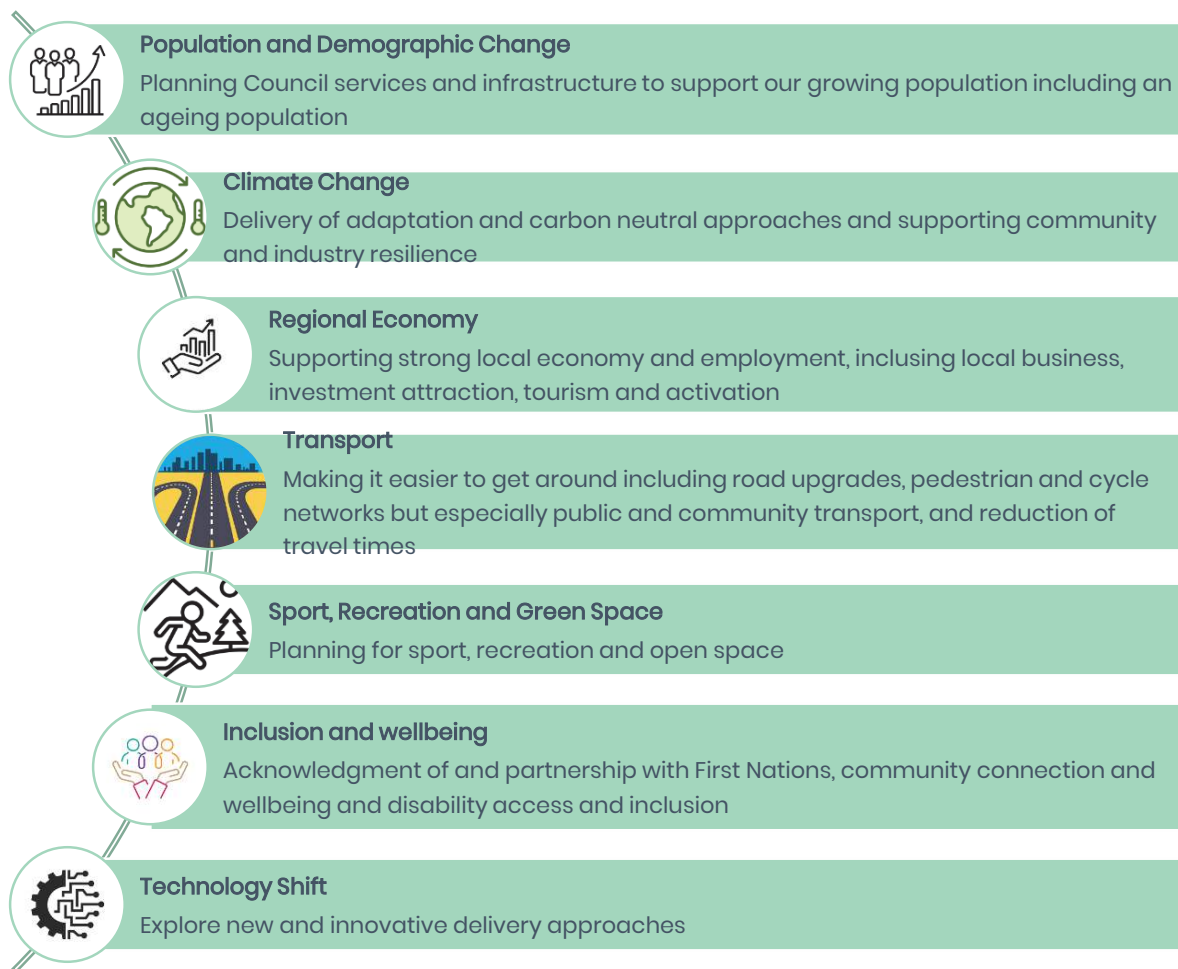 Population and Demographic Change
Planning Council services and infrastructure to support our growing population including an
ageing population
Climate Change
Delivery of adaptation and carbon neutral approaches and supporting community
and industry resilience
Regional Economy
Supporting strong local economy and employment, inclusing local business,
investment attraction, tourism and activation
Transport
Making it easier to get around including road upgrades, pedestrian and cycle
networks but especially public and community transport, and reduction of
travel times
Sport, Recreation and Green Space
Planning for sport, recreation and open space
Inclusion and wellbeing
Acknowledgment of and partnership with First Nations, community connection and
wellbeing and disability access and inclusion
Technology Shift
Explore new and innovative delivery approaches